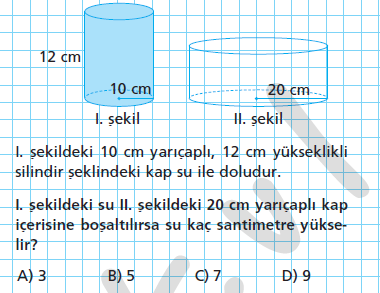 12 cm
10 cm
20 cm
I. şekil
II. şekil
I. şekildeki 10 cm yarıçaplı, 12 cm yükseklikli
silindir şeklindeki kap su ile doludur.
I. şekildeki su II. şekildeki 20 cm yarıçaplı kap
içerisine boşaltılırsa su kaç santimetre yükse-
lir?
A) 3 B) 5 C) 7 D) 9